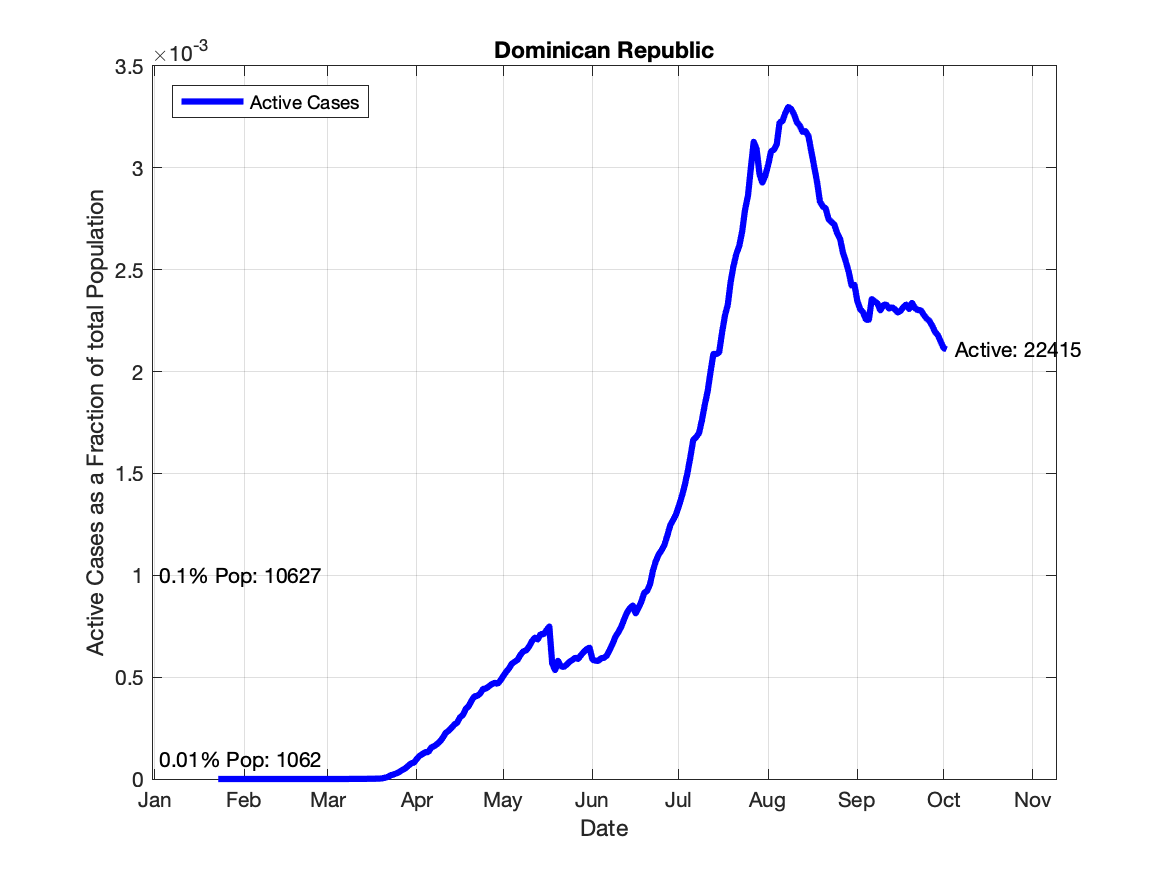 Dominican Republic
×10-3
3.5
3
2.5
2
1.5
1
0.5
0
Active Cases as a Fraction of total Population
Active Cases
Active: 22415
0.1% Pop: 10627
0.01% Pop: 1062
Jan Feb Mar Apr May Jun Jul Aug Sep Oct Nov
Date